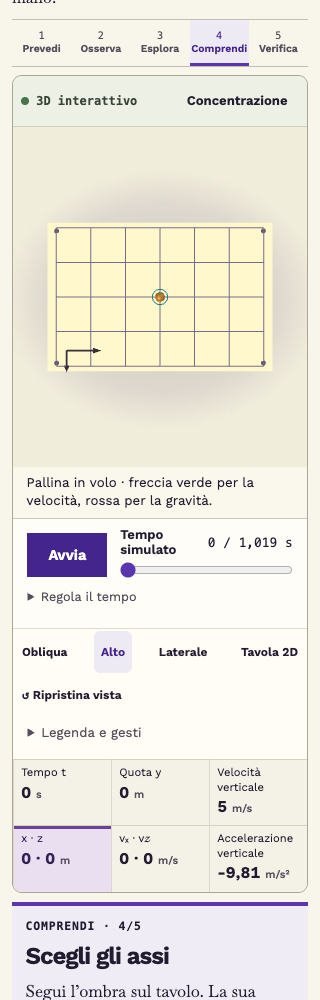 1
Prevedi
2
Osserva
3
Esplora
4
Comprendi
5
Verifica
3D interattivo
Concentrazione
Pallina in volo · freccia verde per la
velocità, rossa per la gravità.
Avvia
Tempo
simulato
0 / 1,019 s
▶ Regola il tempo
Obliqua
Alto
Laterale
Tavola 2D
↺ Ripristina vista
▶ Legenda e gesti
Tempo t
0 s
Quota y
0 m
Velocità
verticale
5 m/s
x · z
0 · 0 m
vₓ · vz
0 · 0 m/s
Accelerazione
verticale
-9,81 m/s²
COMPRENDI · 4/5
Scegli gli assi
Segui l’ombra sul tavolo. La sua